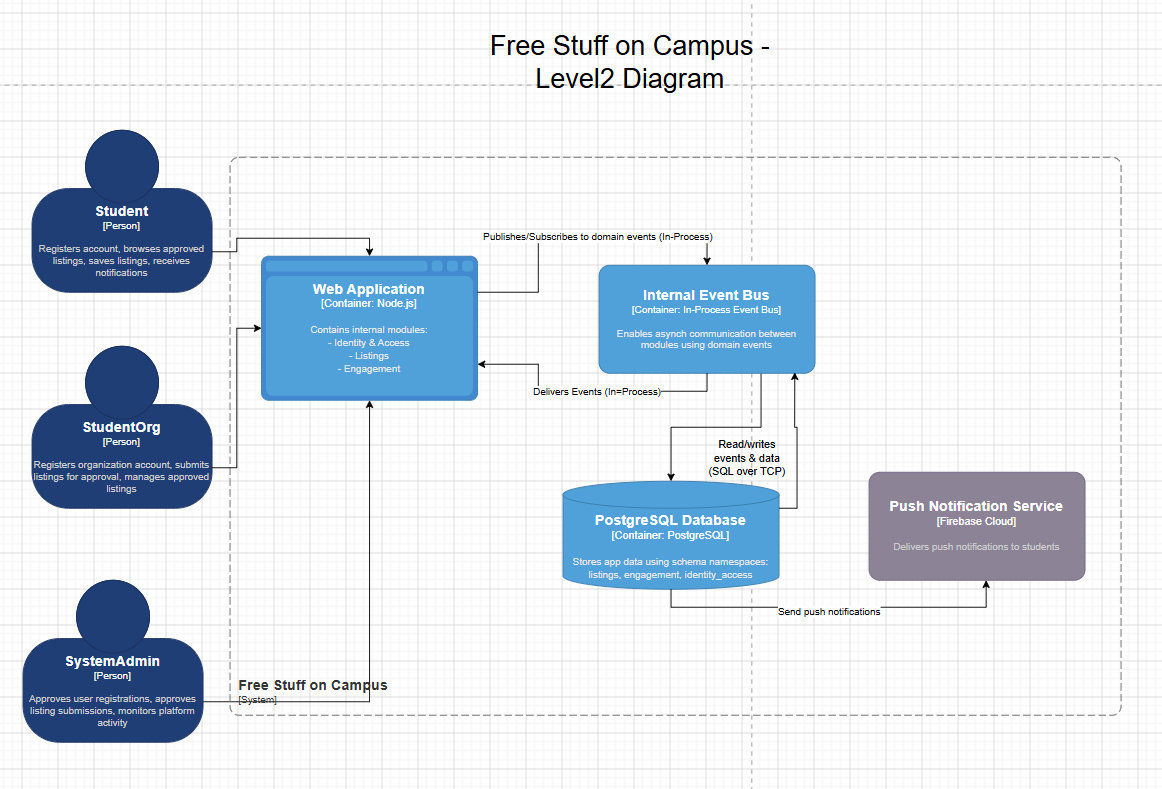 Free Stuff on Campus -
Level2 Diagram
Student
[Person]
Registers account, browses approved
listings, saves listings, receives
notifications
Publishes/Subscribes to domain events (In-Process)
Web Application
[Container: Node.js]
Contains internal modules:
- Identity & Access
- Listings
- Engagement
Internal Event Bus
[Container: In-Process Event Bus]
Enables asynch communication between
modules using domain events
Delivers Events (In=Process)
StudentOrg
[Person]
Registers organization account, submits
listings for approval, manages approved
listings
Read/writes
events & data
(SQL over TCP)
PostgreSQL Database
[Container: PostgreSQL]
Stores app data using schema namespaces:
listings, engagement, identity_access
Push Notification Service
[Firebase Cloud]
Delivers push notifications to students
Send push notifications
SystemAdmin
[Person]
Approves user registrations, approves
listing submissions, monitors platform
activity
Free Stuff on Campus
[System]